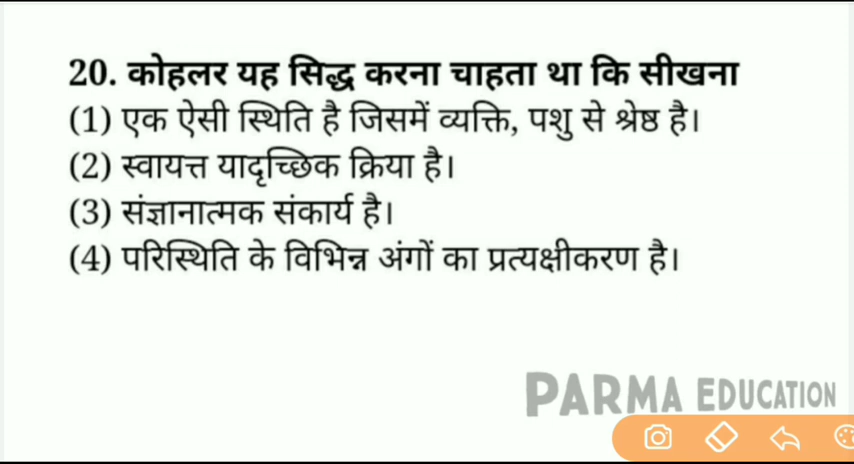 20. कोहलर यह सिद्ध करना चाहता था कि सीखना
(1) एक ऐसी स्थिति है जिसमें व्यक्ति, पशु से श्रेष्ठ है।
(2) स्वायत्त यादृच्छिक क्रिया है।
(3) संज्ञानात्मक संकार्य है।
(4) परिस्थिति के विभिन्न अंगों का प्रत्यक्षीकरण है।
PARMA EDUCATION